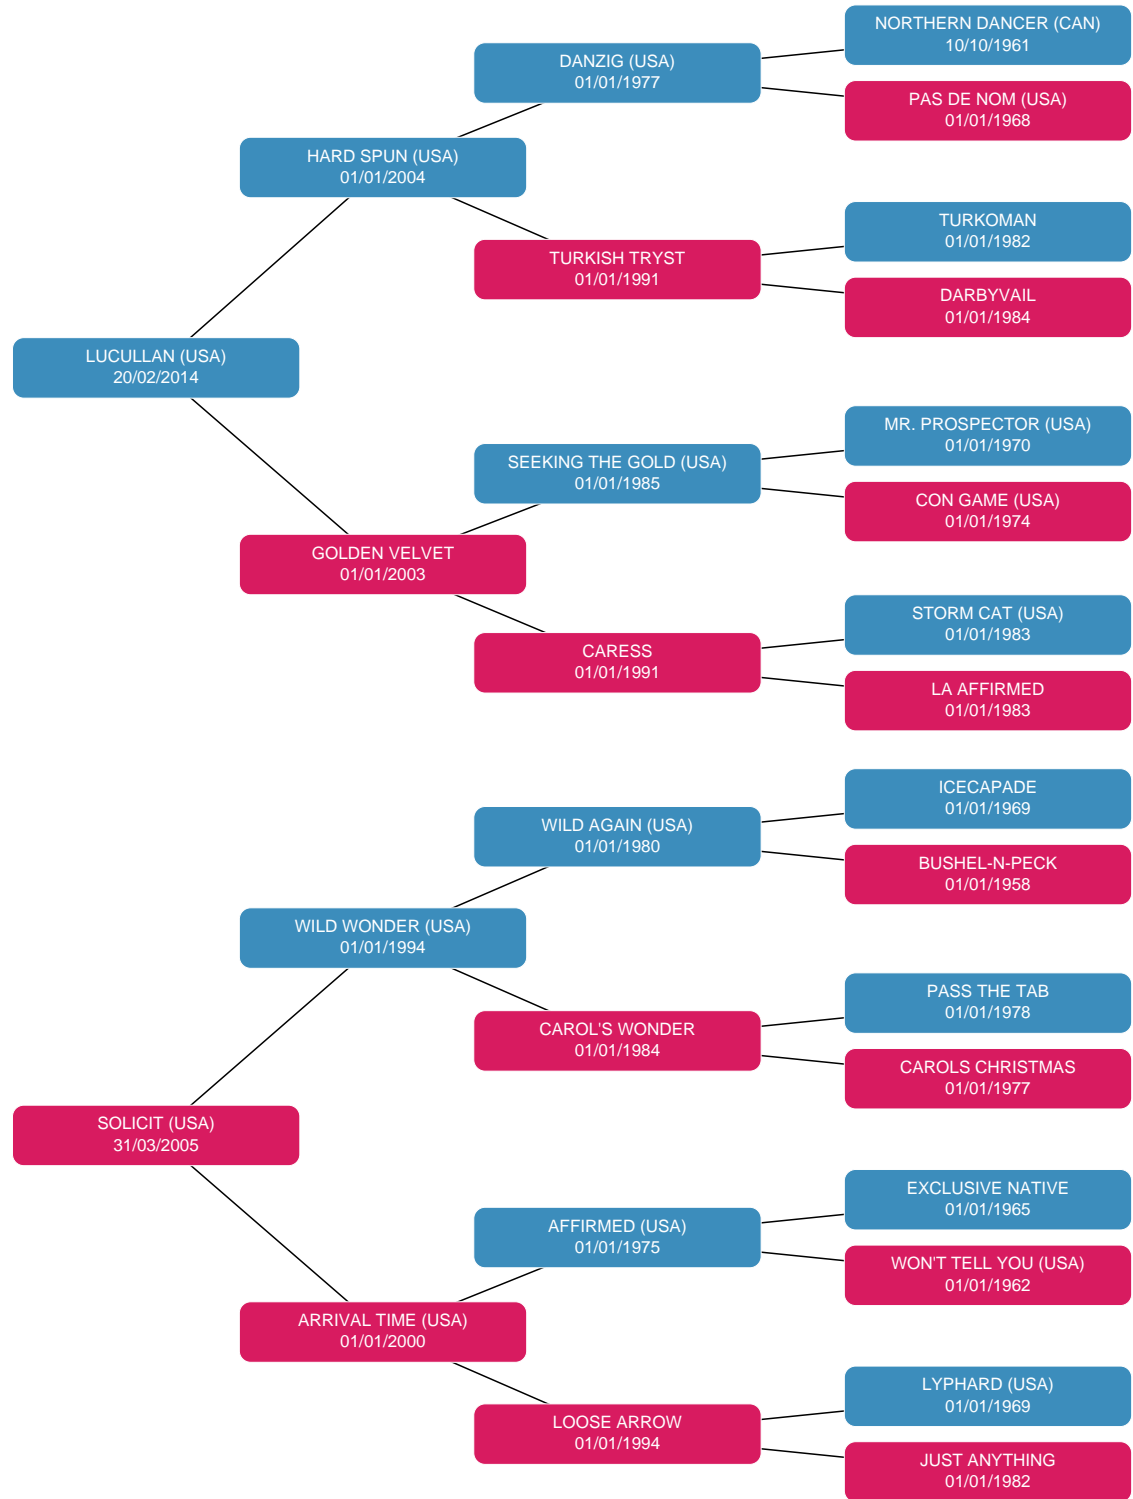 NORTHERN DANCER (CAN)
10/10/1961
DANZIG (USA)
01/01/1977
PAS DE NOM (USA)
01/01/1968
HARD SPUN (USA)
01/01/2004
TURKOMAN
01/01/1982
TURKISH TRYST
01/01/1991
DARBYVAIL
01/01/1984
LUCULLAN (USA)
20/02/2014
MR. PROSPECTOR (USA)
01/01/1970
SEEKING THE GOLD (USA)
01/01/1985
CON GAME (USA)
01/01/1974
GOLDEN VELVET
01/01/2003
STORM CAT (USA)
01/01/1983
CARESS
01/01/1991
LA AFFIRMED
01/01/1983
ICECAPADE
01/01/1969
WILD AGAIN (USA)
01/01/1980
BUSHEL-N-PECK
01/01/1958
WILD WONDER (USA)
01/01/1994
PASS THE TAB
01/01/1978
CAROL'S WONDER
01/01/1984
CAROLS CHRISTMAS
01/01/1977
SOLICIT (USA)
31/03/2005
EXCLUSIVE NATIVE
01/01/1965
AFFIRMED (USA)
01/01/1975
WON'T TELL YOU (USA)
01/01/1962
ARRIVAL TIME (USA)
01/01/2000
LYPHARD (USA)
01/01/1969
LOOSE ARROW
01/01/1994
JUST ANYTHING
01/01/1982